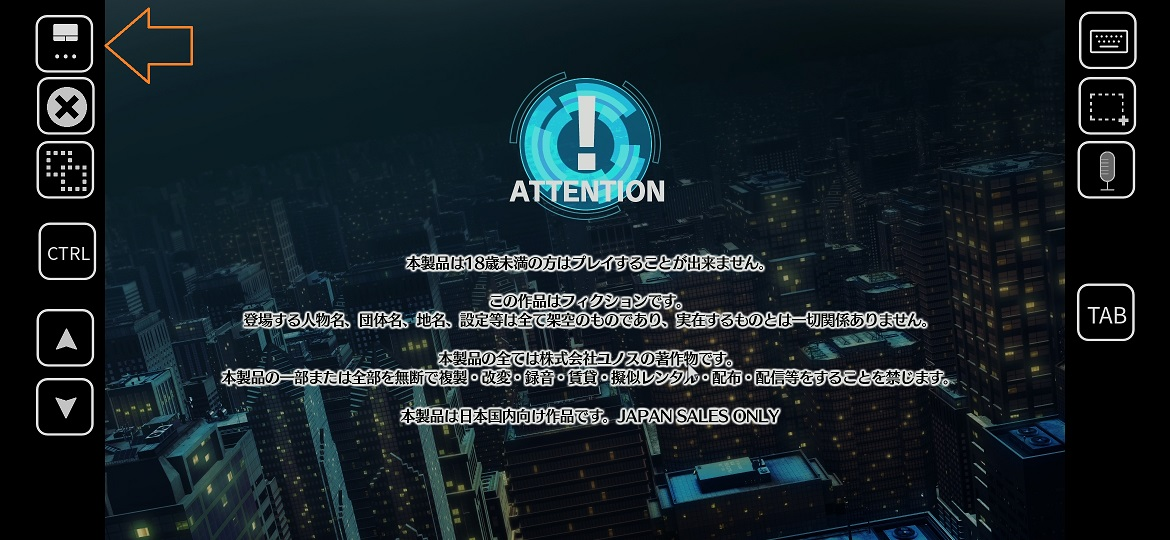 CTRL
TAB
!
ATTENTION
本製品は18歳未満の方はプレイすることが出来ません。
この作品はフィクションです。
登場する人物名、団体名、地名、設定等は全て架空のものであり、実在するものとは一切関係ありません。
本製品の全ては株式会社ユノスの著作物です。
本製品の一部または全部を無断で複製・改変・録音・賃貸・擬似レンタル・配布・配信等をすることを禁じます。
本製品は日本国内向け作品です。JAPAN SALES ONLY